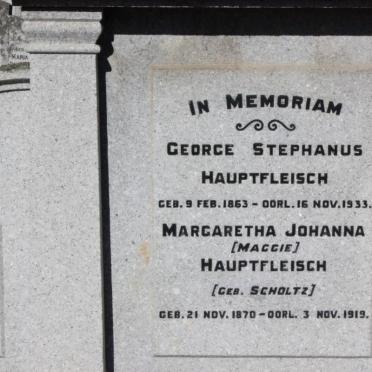 MARIA
IN MEMORIAM
GEORGE STEPHANUS
HAUPTFLEISCH
GEB. 9 FEB. 1863 - OORL. 16 NOV. 1933.
MARGARETHA JOHANNA
[MAGGIE]
HAUPTFLEISCH
[GEB. SCHOLTZ]
GEB. 21 NOV. 1870 - OORL. 3 NOV. 1919.